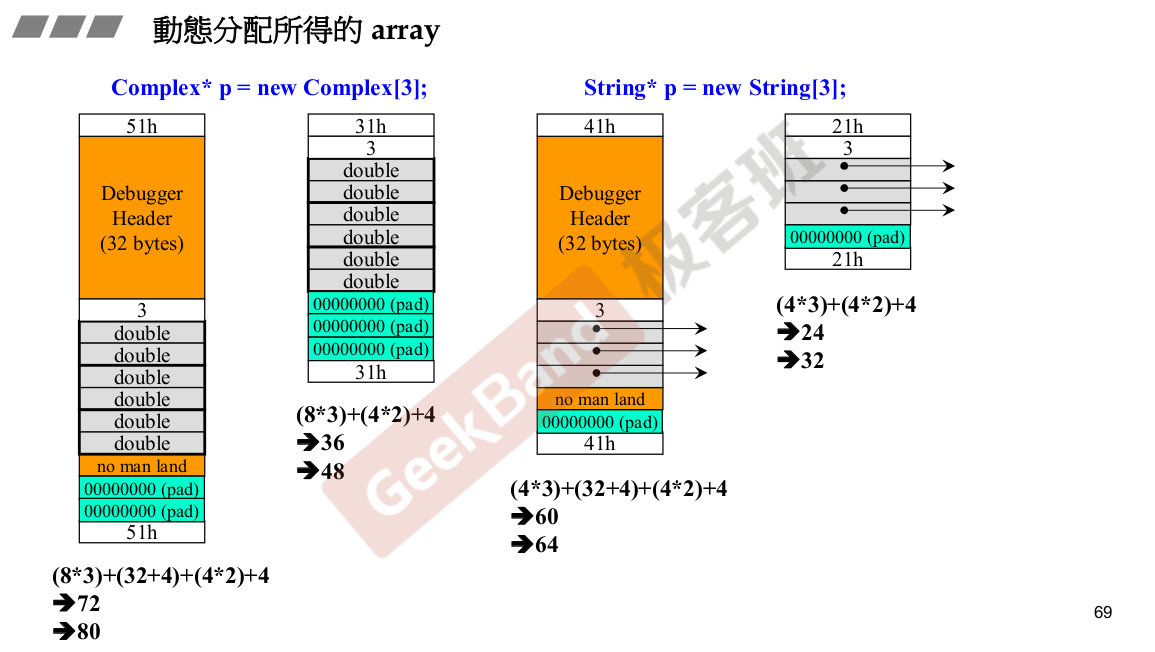 動態分配所得的 array
Complex* p = new Complex[3];
51h
Debugger
Header
(32 bytes)
3
double
double
double
double
double
double
no man land
00000000 (pad)
00000000 (pad)
51h
(8*3)+(32+4)+(4*2)+4
➔72
➔80
31h
3
double
double
double
double
double
double
00000000 (pad)
00000000 (pad)
00000000 (pad)
31h
(8*3)+(4*2)+4
➔36
➔48
String* p = new String[3];
41h
Debugger
Header
(32 bytes)
3
no man land
00000000 (pad)
41h
(4*3)+(32+4)+(4*2)+4
➔60
➔64
21h
3
00000000 (pad)
21h
(4*3)+(4*2)+4
➔24
➔32
GeekBand 极客班
69